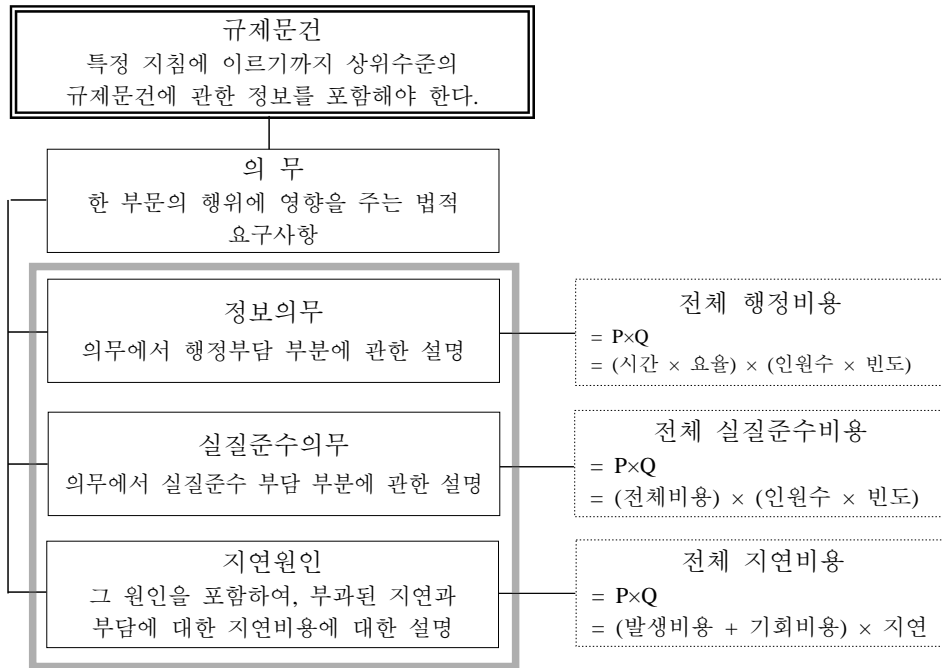 규제문건
특정 지침에 이르기까지 상위수준의
규제문건에 관한 정보를 포함해야 한다.
의 무
한 부문의 행위에 영향을 주는 법적
요구사항
정보의무
의무에서 행정부담 부분에 관한 설명
전체 행정비용
= P×Q
= (시간 × 요율) × (인원수 × 빈도)
실질준수의무
의무에서 실질준수 부담 부분에 관한 설명
전체 실질준수비용
= P×Q
= (전체비용) × (인원수 × 빈도)
지연원인
그 원인을 포함하여, 부과된 지연과
부담에 대한 지연비용에 대한 설명
전체 지연비용
= P×Q
= (발생비용 + 기회비용) × 지연